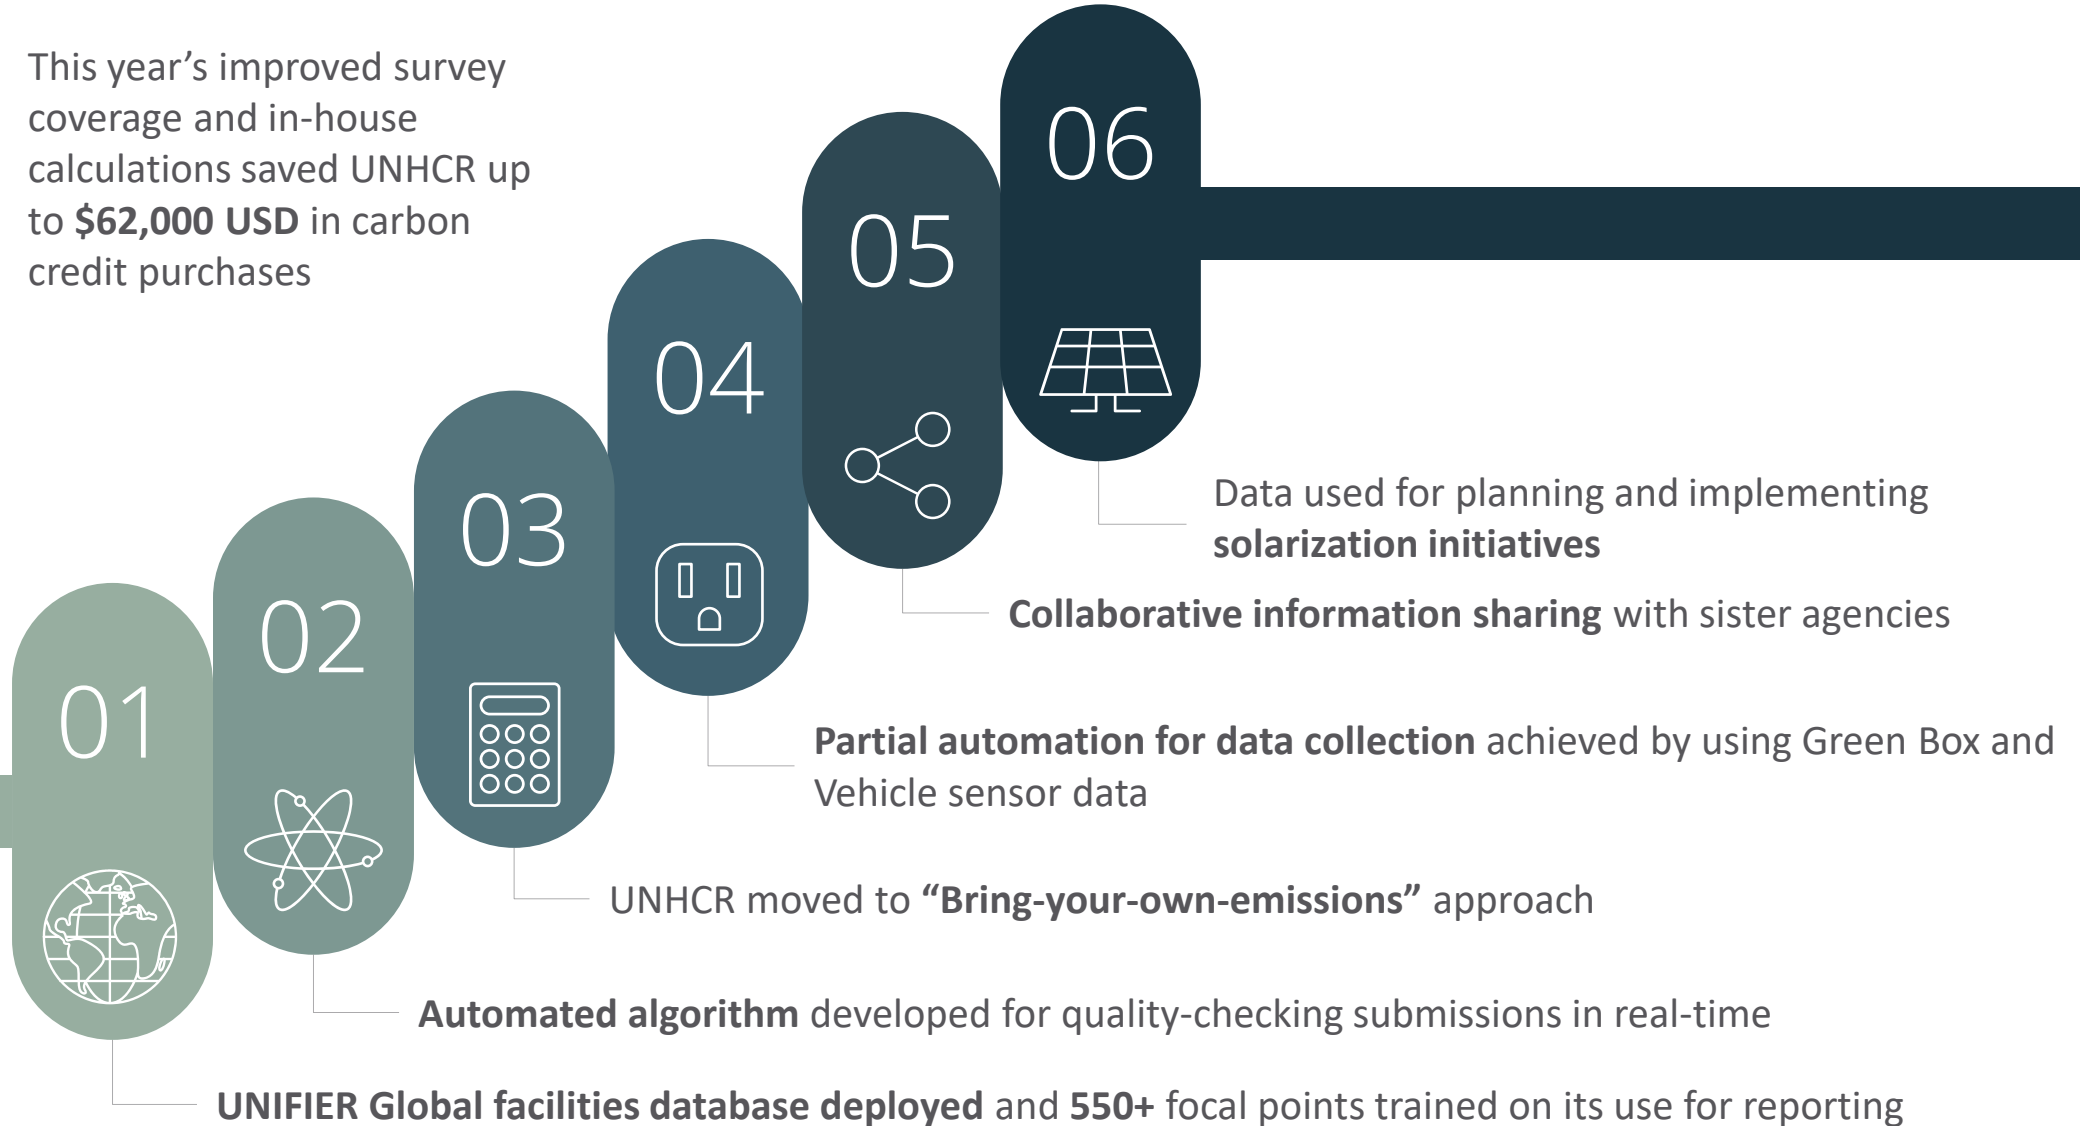 This year’s improved survey
coverage and in-house
calculations saved UNHCR up
to $62,000 USD in carbon
credit purchases
06
05
04
03
02
01
Data used for planning and implementing
solarization initiatives
Collaborative information sharing with sister agencies
Partial automation for data collection achieved by using Green Box and
Vehicle sensor data
UNHCR moved to “Bring-your-own-emissions” approach
Automated algorithm developed for quality-checking submissions in real-time
UNIFIER Global facilities database deployed and 550+ focal points trained on its use for reporting